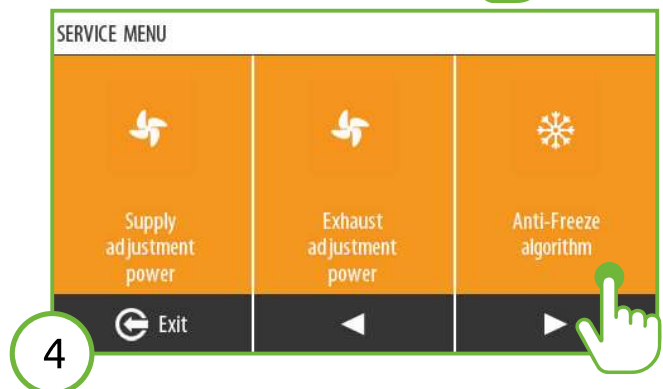 SERVICE MENU
Supply
adjustment
power
Exhaust
adjustment
power
Anti-Freeze
algorithm
Exit
4